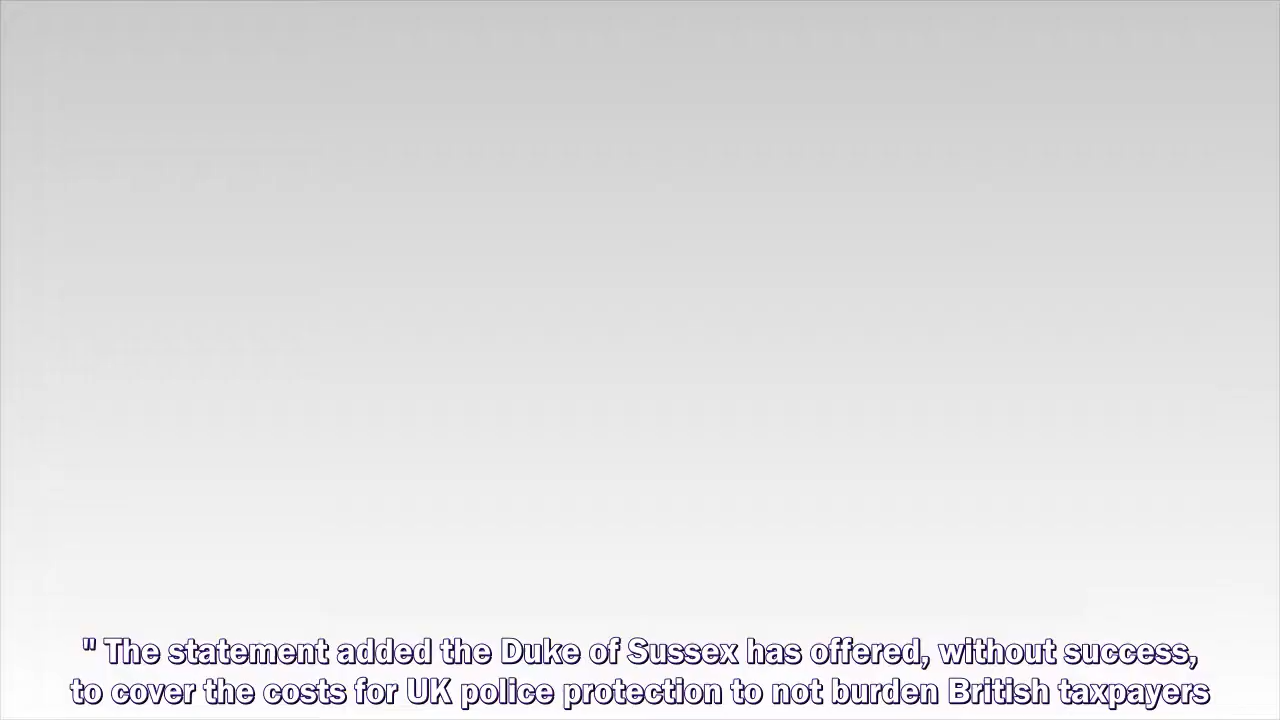 " The statement added the Duke of Sussex has offered, without success,
to cover the costs for UK police protection to not burden British taxpayers